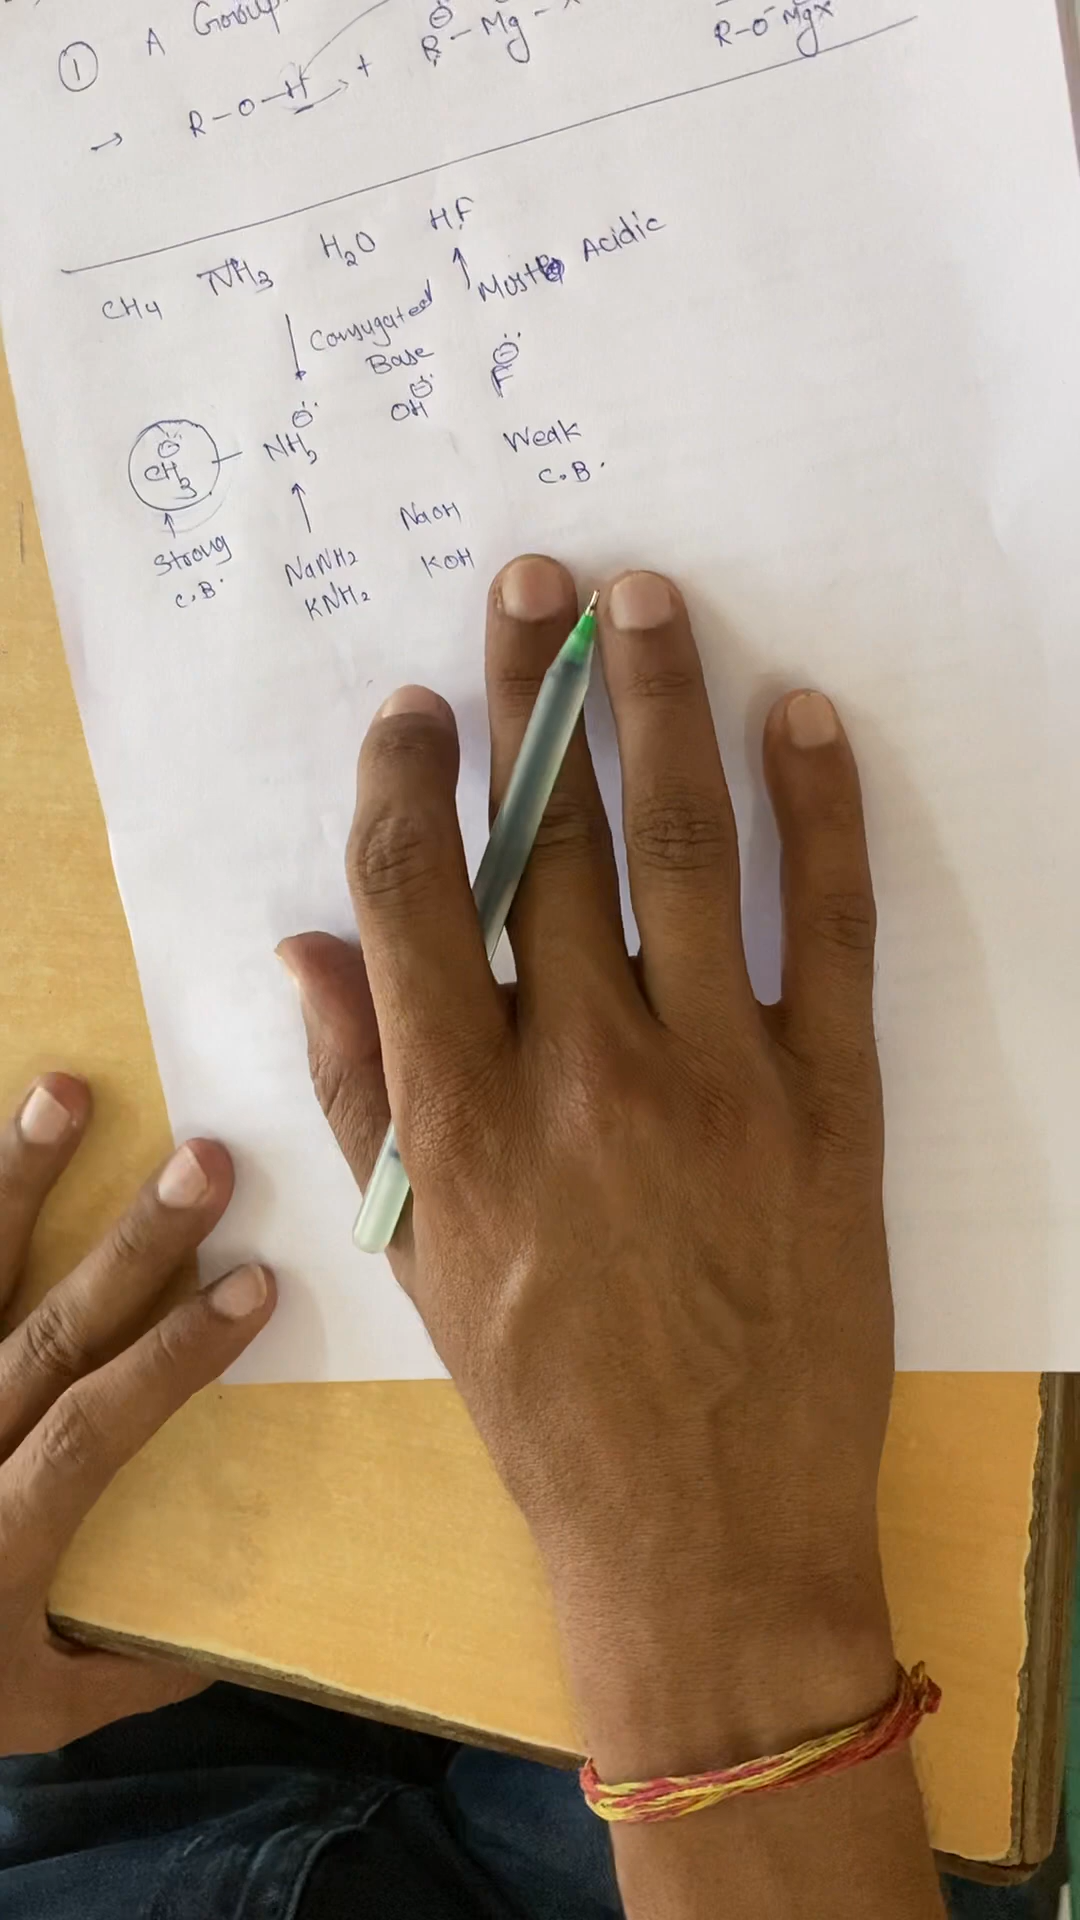 ① A Group
→ R-O-H + R-Mg-X R-O⁻MgX
CH4 NH3 H2O HF
↑ Most Acidic
↓ Conjugated Base
CH3⊖ NH2⊖ OH⊖ F⊖
↑ Strong C.B. ↑ Weak C.B.
NaNH2 NaOH
KNH2 KOH